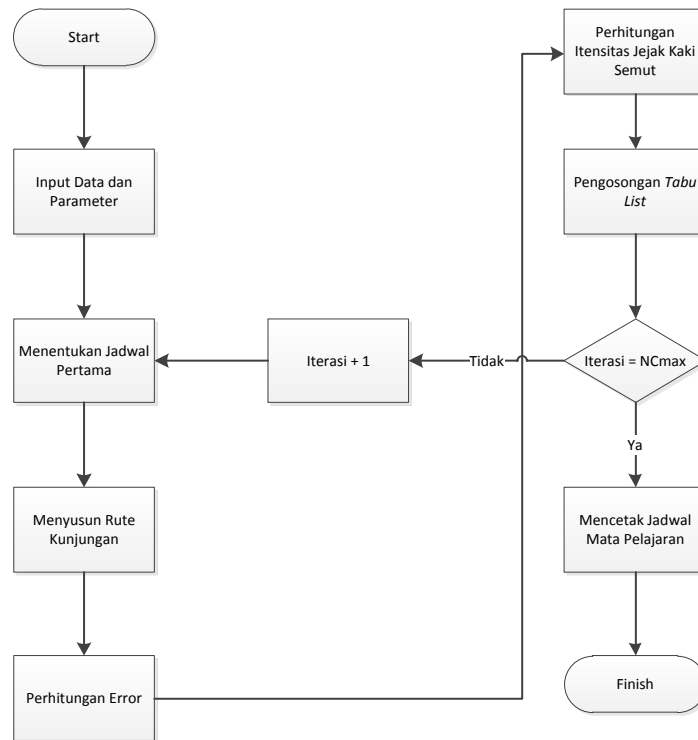 Start
Input Data dan
Parameter
Menentukan Jadwal
Pertama
Menyusun Rute
Kunjungan
Perhitungan Error
Perhitungan
Itensitas Jejak Kaki
Semut
Pengosongan Tabu
List
Iterasi = NCmax
Tidak
Iterasi + 1
Ya
Mencetak Jadwal
Mata Pelajaran
Finish